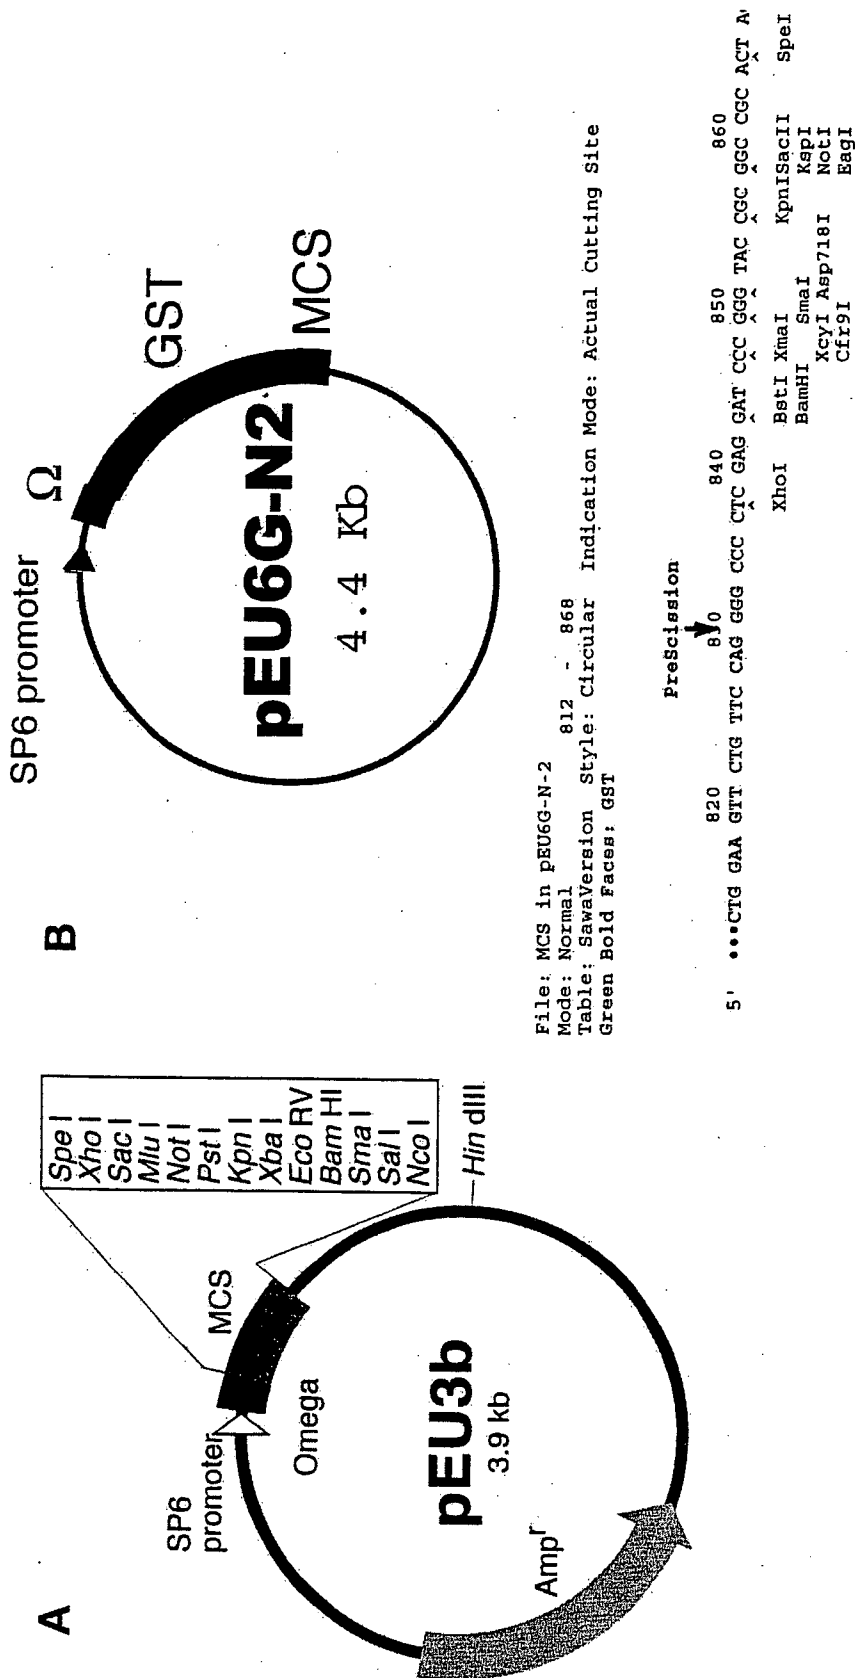 A
SP6
promoter
MCS
Omega
pEU3b
3.9 kb
Ampr
Spe I
Xho I
Sac I
Mlu I
Not I
Pst I
Kpn I
Xba I
Eco RV
Bam HI
Sma I
Sal I
Nco I
Hin dIII
B
SP6 promoter
Ω
GST
MCS
pEU6G-N2
4.4 Kb
File: MCS in pEU6G-N-2
Mode: Normal 812 - 868
Table: SawaVersion Style: Circular Indication Mode: Actual Cutting Site
Green Bold Faces: GST
PreScission
820 830 840 850 860
5' •••CTG GAA GTT CTG TTC CAG GGG CCC CTC GAG GAT CCC GGG TAC CGC GGC CGC ACT A
XhoI BstI XmaI KpnISacII SpeI
BamHI SmaI KspI
XcyI Asp718I NotI
Cfr9I EagI